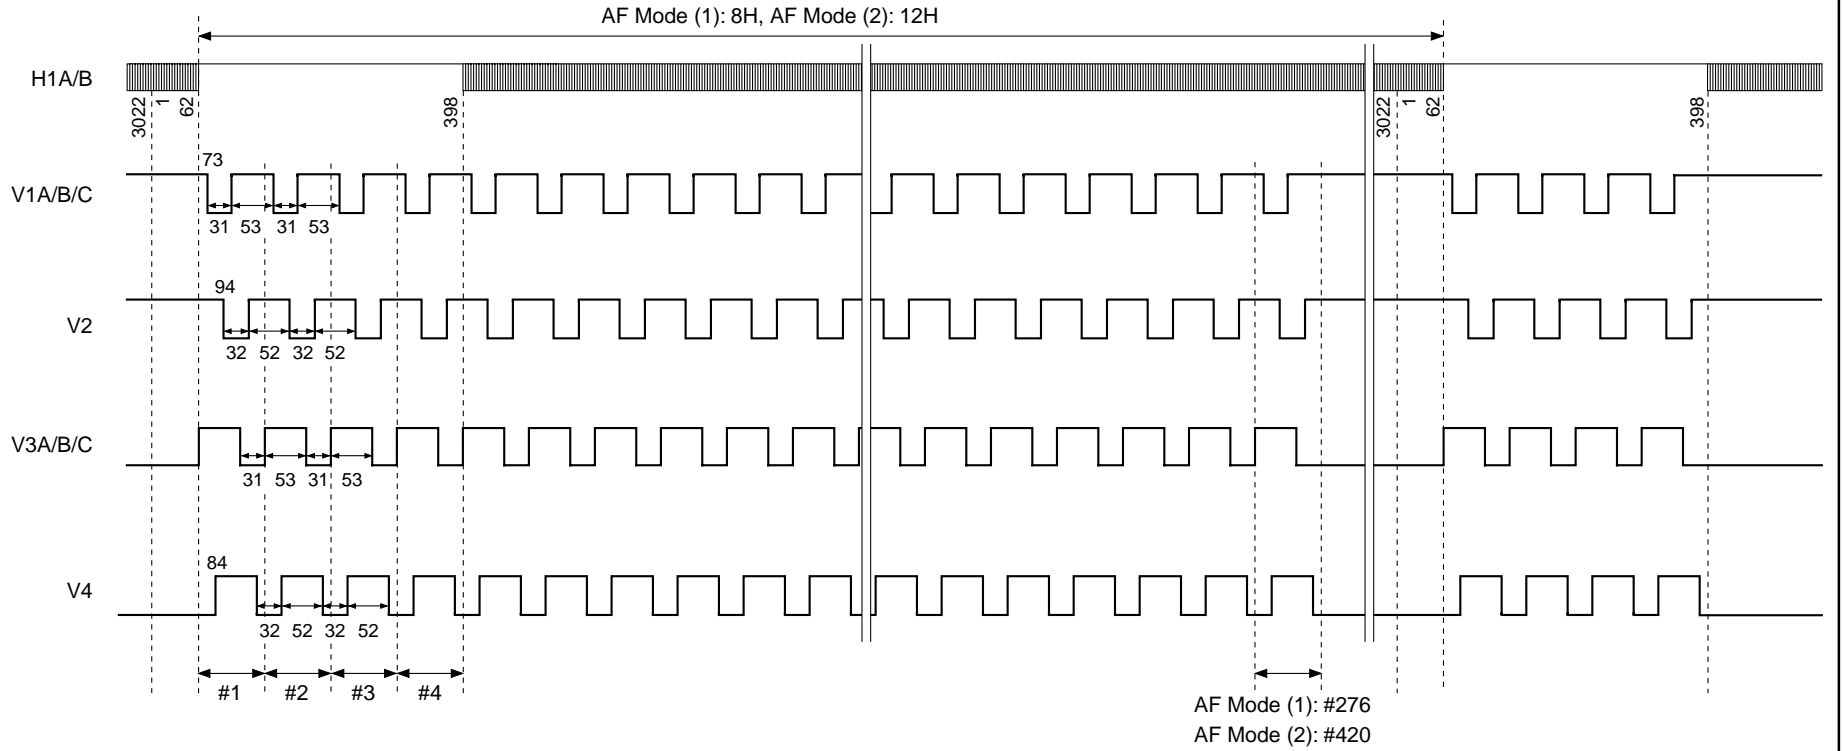 AF Mode (1): 8H, AF Mode (2): 12H
H1A/B
3022
1
62
398
3022
1
62
398
73
V1A/B/C
31 53 31 53
94
V2
32 52 32 52
V3A/B/C
31 53 31 53
84
V4
32 52 32 52
#1 #2 #3 #4
AF Mode (1): #276
AF Mode (2): #420